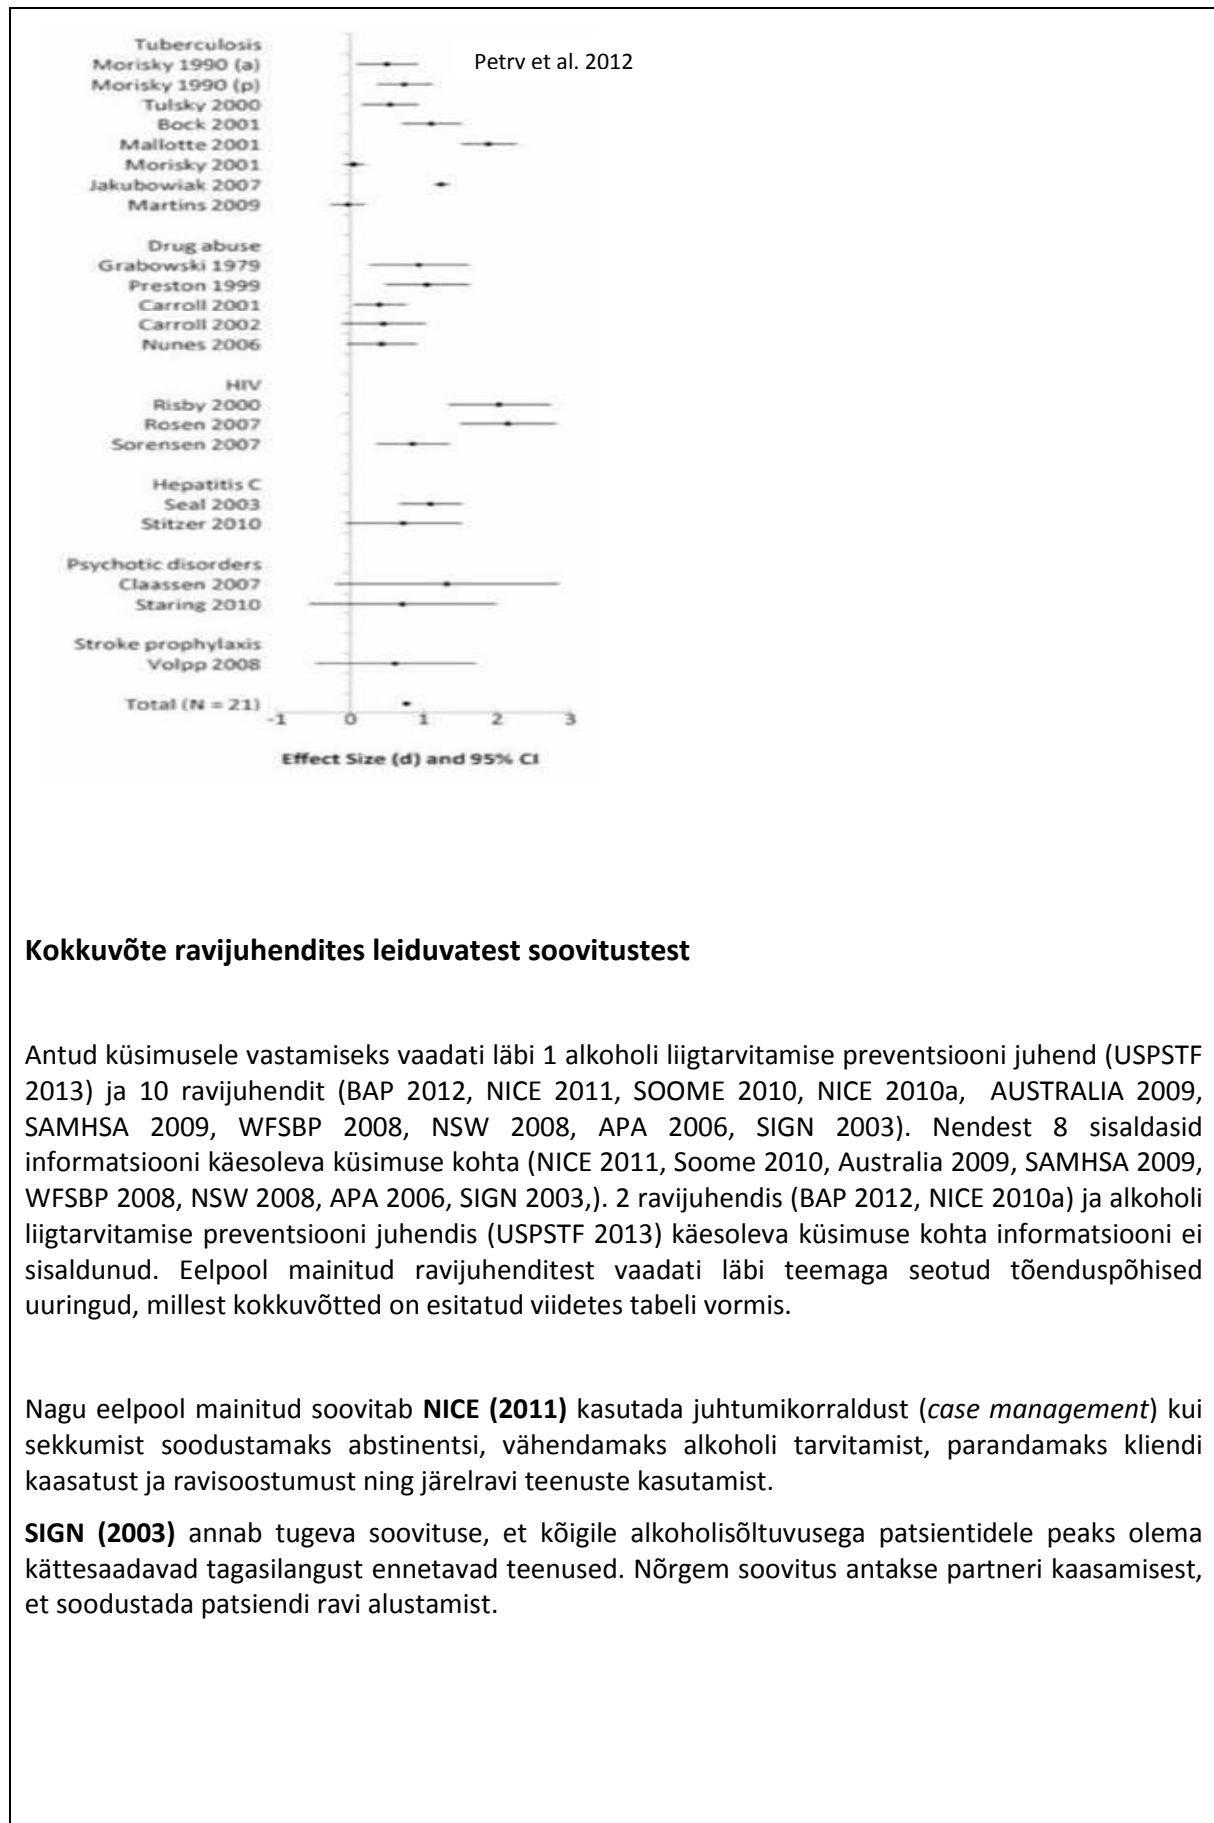 Tuberculosis
Petrv et al. 2012
Morisky 1990 (a)
Morisky 1990 (p)
Tulsky 2000
Bock 2001
Mallotte 2001
Morisky 2001
Jakubowiak 2007
Martins 2009
Drug abuse
Grabowski 1979
Preston 1999
Carroll 2001
Carroll 2002
Nunes 2006
HIV
Risby 2000
Rosen 2007
Sorensen 2007
Hepatitis C
Seal 2003
Stitzer 2010
Psychotic disorders
Claassen 2007
Staring 2010
Stroke prophylaxis
Volpp 2008
Total (N = 21)
-1 0 1 2 3
Effect Size (d) and 95% CI
Kokkuvõte ravijuhendites leiduvatest soovitustest
Antud küsimusele vastamiseks vaadati läbi 1 alkoholi liigtarvitamise preventsiooni juhend (USPSTF
2013) ja 10 ravijuhendit (BAP 2012, NICE 2011, SOOME 2010, NICE 2010a, AUSTRALIA 2009,
SAMHSA 2009, WFSBP 2008, NSW 2008, APA 2006, SIGN 2003). Nendest 8 sisaldasid
informatsiooni käesoleva küsimuse kohta (NICE 2011, Soome 2010, Australia 2009, SAMHSA 2009,
WFSBP 2008, NSW 2008, APA 2006, SIGN 2003,). 2 ravijuhendis (BAP 2012, NICE 2010a) ja alkoholi
liigtarvitamise preventsiooni juhendis (USPSTF 2013) käesoleva küsimuse kohta informatsiooni ei
sisaldunud. Eelpool mainitud ravijuhenditest vaadati läbi teemaga seotud tõenduspõhised
uuringud, millest kokkuvõtted on esitatud viidetes tabeli vormis.
Nagu eelpool mainitud soovitab NICE (2011) kasutada juhtumikorraldust (case management) kui
sekkumist soodustamaks abstinentsi, vähendamaks alkoholi tarvitamist, parandamaks kliendi
kaasatust ja ravisoostumust ning järelravi teenuste kasutamist.
SIGN (2003) annab tugeva soovituse, et kõigile alkoholisõltuvusega patsientidele peaks olema
kättesaadavad tagasilangust ennetavad teenused. Nõrgem soovitus antakse partneri kaasamisest,
et soodustada patsiendi ravi alustamist.